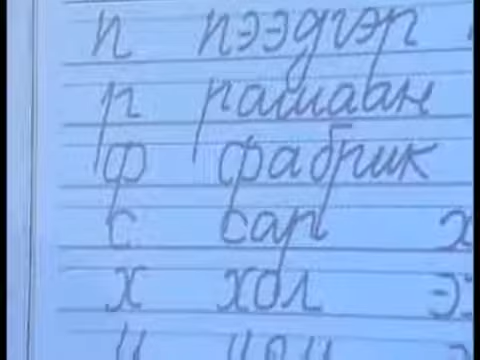 п пээдгэр
р рашаан
ф фабрик
с сар
х хол